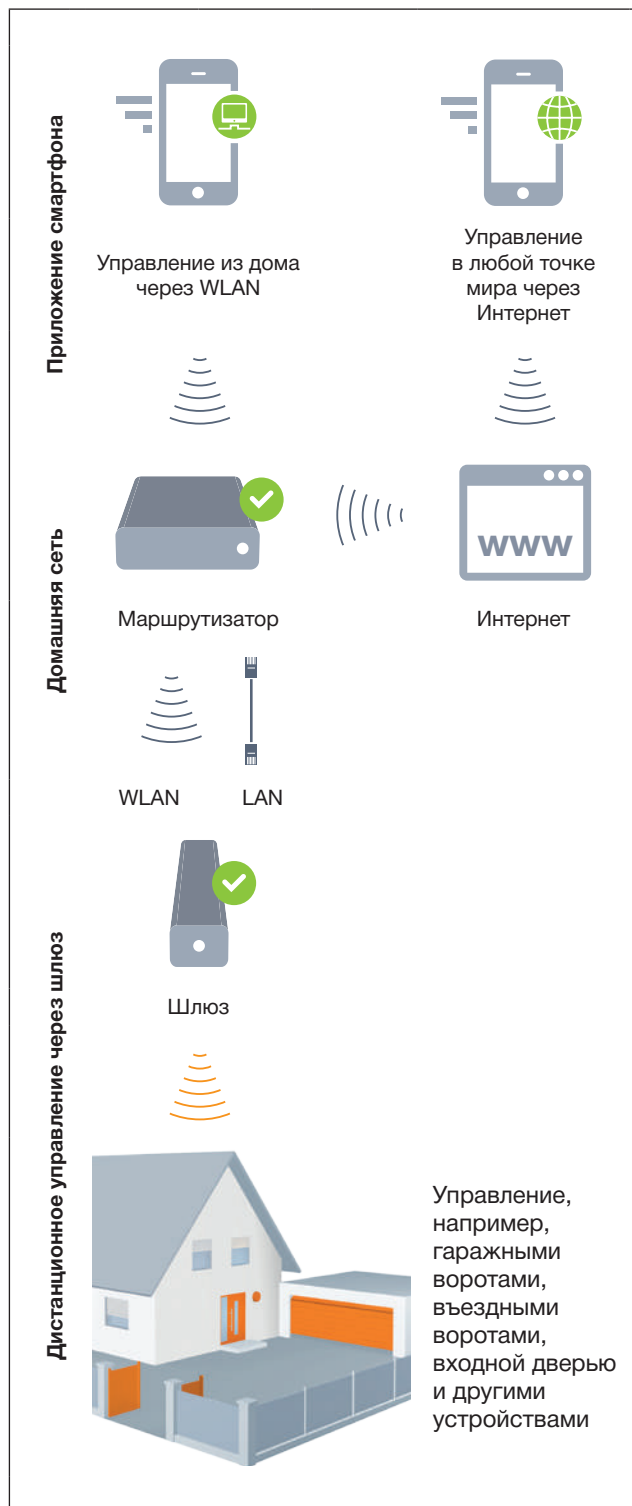 Приложение смартфона
Управление из дома
через WLAN
Управление
в любой точке
мира через
Интернет
Домашняя сеть
www
Маршрутизатор
Интернет
WLAN
LAN
Дистанционное управление через шлюз
Шлюз
Управление,
например,
гаражными
воротами,
въездными
воротами,
входной дверью
и другими
устройствами